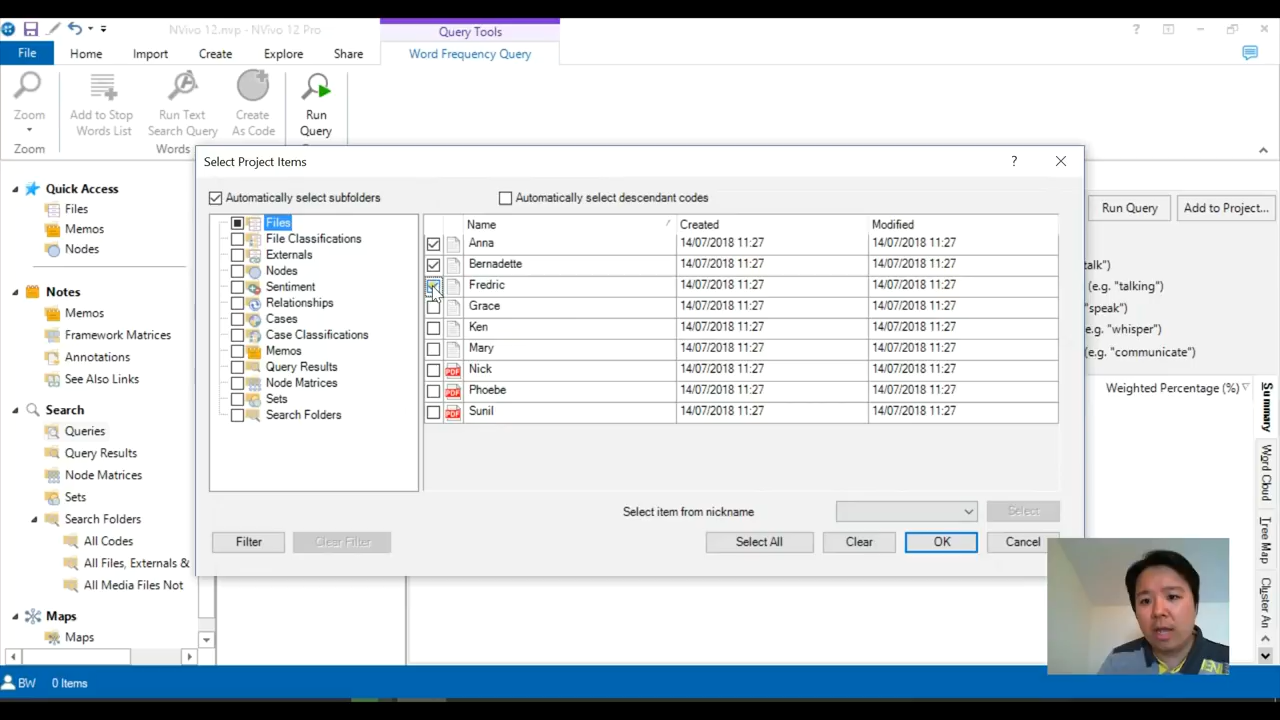 NVivo 12.mvp - NVivo 12 Pro
Query Tools
File
Home
Import
Create
Explore
Share
Word Frequency Query
Zoom
Add to Stop
Words List
Run Text
Search Query
Create
As Code
Run
Query
Zoom
Words
Select Project Items
?
Automatically select subfolders
Automatically select descendant codes
Files
File Classifications
Externals
Nodes
Sentiment
Relationships
Cases
Case Classifications
Memos
Query Results
Node Matrices
Sets
Search Folders
Name Created Modified
Anna 14/07/2018 11:27 14/07/2018 11:27
Bernadette 14/07/2018 11:27 14/07/2018 11:27
Fredric 14/07/2018 11:27 14/07/2018 11:27
Grace 14/07/2018 11:27 14/07/2018 11:27
Ken 14/07/2018 11:27 14/07/2018 11:27
Mary 14/07/2018 11:27 14/07/2018 11:27
PDF Nick 14/07/2018 11:27 14/07/2018 11:27
PDF Phoebe 14/07/2018 11:27 14/07/2018 11:27
PDF Sunil 14/07/2018 11:27 14/07/2018 11:27
Select item from nickname
Select
Filter
Clear Filter
Select All
Clear
OK
Cancel
Quick Access
Files
Memos
Nodes
Notes
Memos
Framework Matrices
Annotations
See Also Links
Search
Queries
Query Results
Node Matrices
Sets
Search Folders
All Codes
All Files, Externals &
All Media Files Not
Maps
Maps
Run Query
Add to Project...
talk")
(e.g. "talking")
"speak")
e.g. "whisper")
(e.g. "communicate")
Weighted Percentage (%)
Summary
Word Cloud
Tree Map
Cluster An
BW
0 Items